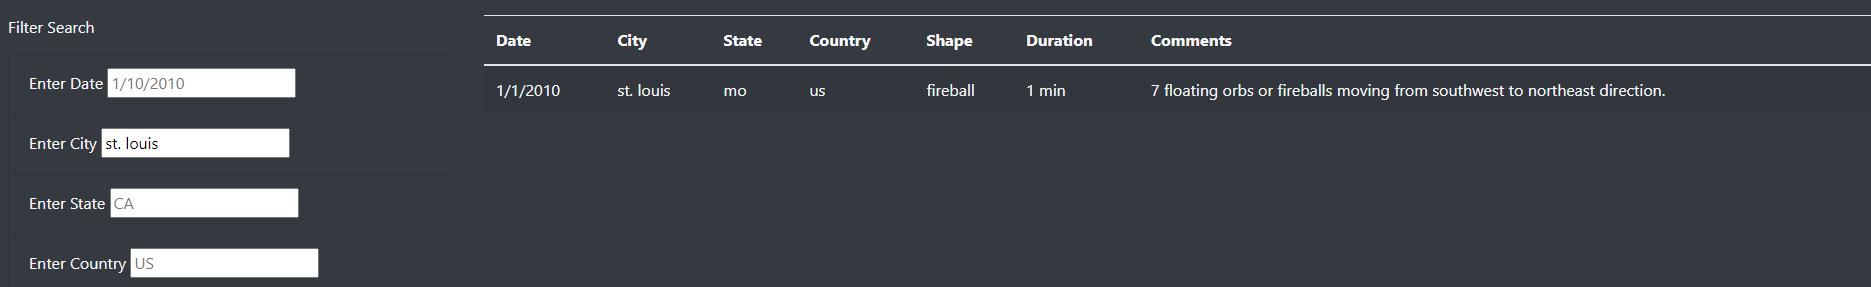 Filter Search
Enter Date 1/10/2010
Enter City st. louis
Enter State CA
Enter Country US
Date City State Country Shape Duration Comments
1/1/2010 st. louis mo us fireball 1 min 7 floating orbs or fireballs moving from southwest to northeast direction.